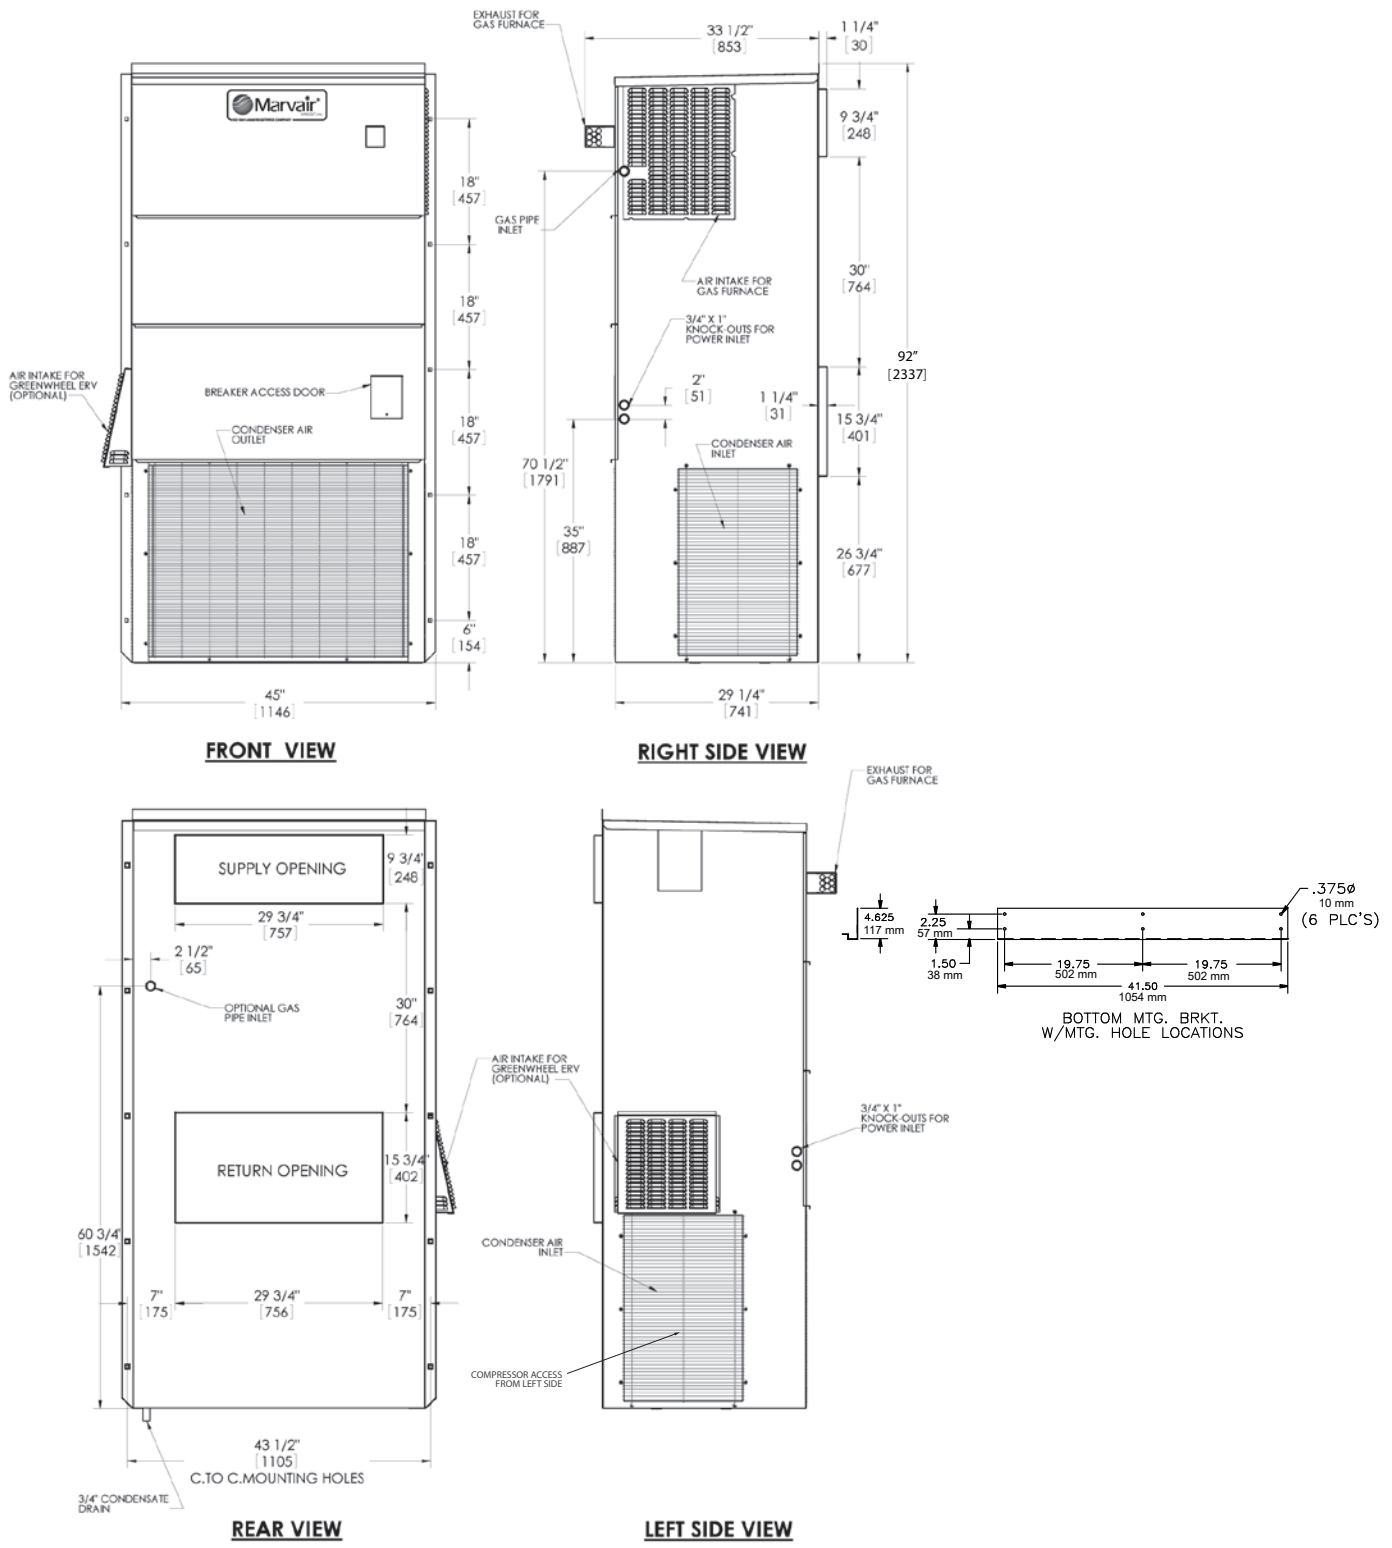 EXHAUST FOR
GAS FURNACE
33 1/2"
[853]
1 1/4"
[30]
Marvair®
9 3/4"
[248]
18"
[457]
GAS PIPE
INLET
AIR INTAKE FOR
GAS FURNACE
30"
[764]
18"
[457]
3/4" X 1"
KNOCK-OUTS FOR
POWER INLET
92"
[2337]
AIR INTAKE FOR
GREENWHEEL ERV
(OPTIONAL)
BREAKER ACCESS DOOR
2"
[51]
1 1/4"
[31]
15 3/4"
[401]
CONDENSER AIR
OUTLET
18"
[457]
CONDENSER AIR
INLET
70 1/2"
[1791]
35"
[887]
18"
[457]
26 3/4"
[677]
6"
[154]
45"
[1146]
29 1/4"
[741]
FRONT VIEW
RIGHT SIDE VIEW
EXHAUST FOR
GAS FURNACE
SUPPLY OPENING
9 3/4"
[248]
29 3/4"
[757]
2 1/2"
[65]
OPTIONAL GAS
PIPE INLET
30"
[764]
4.625
117 mm
2.25
57 mm
1.50
38 mm
.375ø
10 mm
(6 PLC'S)
19.75
502 mm
19.75
502 mm
41.50
1054 mm
BOTTOM MTG. BRKT.
W/MTG. HOLE LOCATIONS
AIR INTAKE FOR
GREENWHEEL ERV
(OPTIONAL)
3/4" X 1"
KNOCK-OUTS FOR
POWER INLET
RETURN OPENING
15 3/4"
[402]
60 3/4"
[1542]
CONDENSER AIR
INLET
7"
[175]
29 3/4"
[756]
7"
[175]
COMPRESSOR ACCESS
FROM LEFT SIDE
43 1/2"
[1105]
C.TO C.MOUNTING HOLES
3/4" CONDENSATE
DRAIN
REAR VIEW
LEFT SIDE VIEW